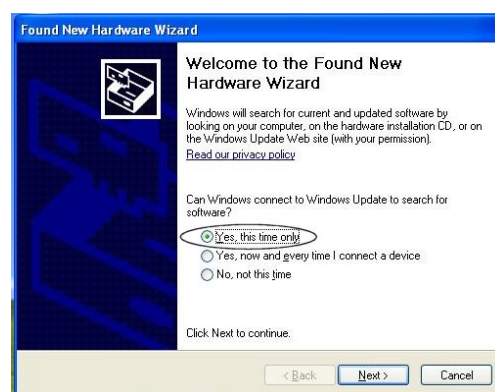 Found New Hardware Wizard
Welcome to the Found New
Hardware Wizard
Windows will search for current and updated software by
looking on your computer, on the hardware installation CD, or on
the Windows Update Web site (with your permission).
Read our privacy policy
Can Windows connect to Windows Update to search for
software?
Yes, this time only
Yes, now and every time I connect a device
No, not this time
Click Next to continue.
< Back
Next >
Cancel